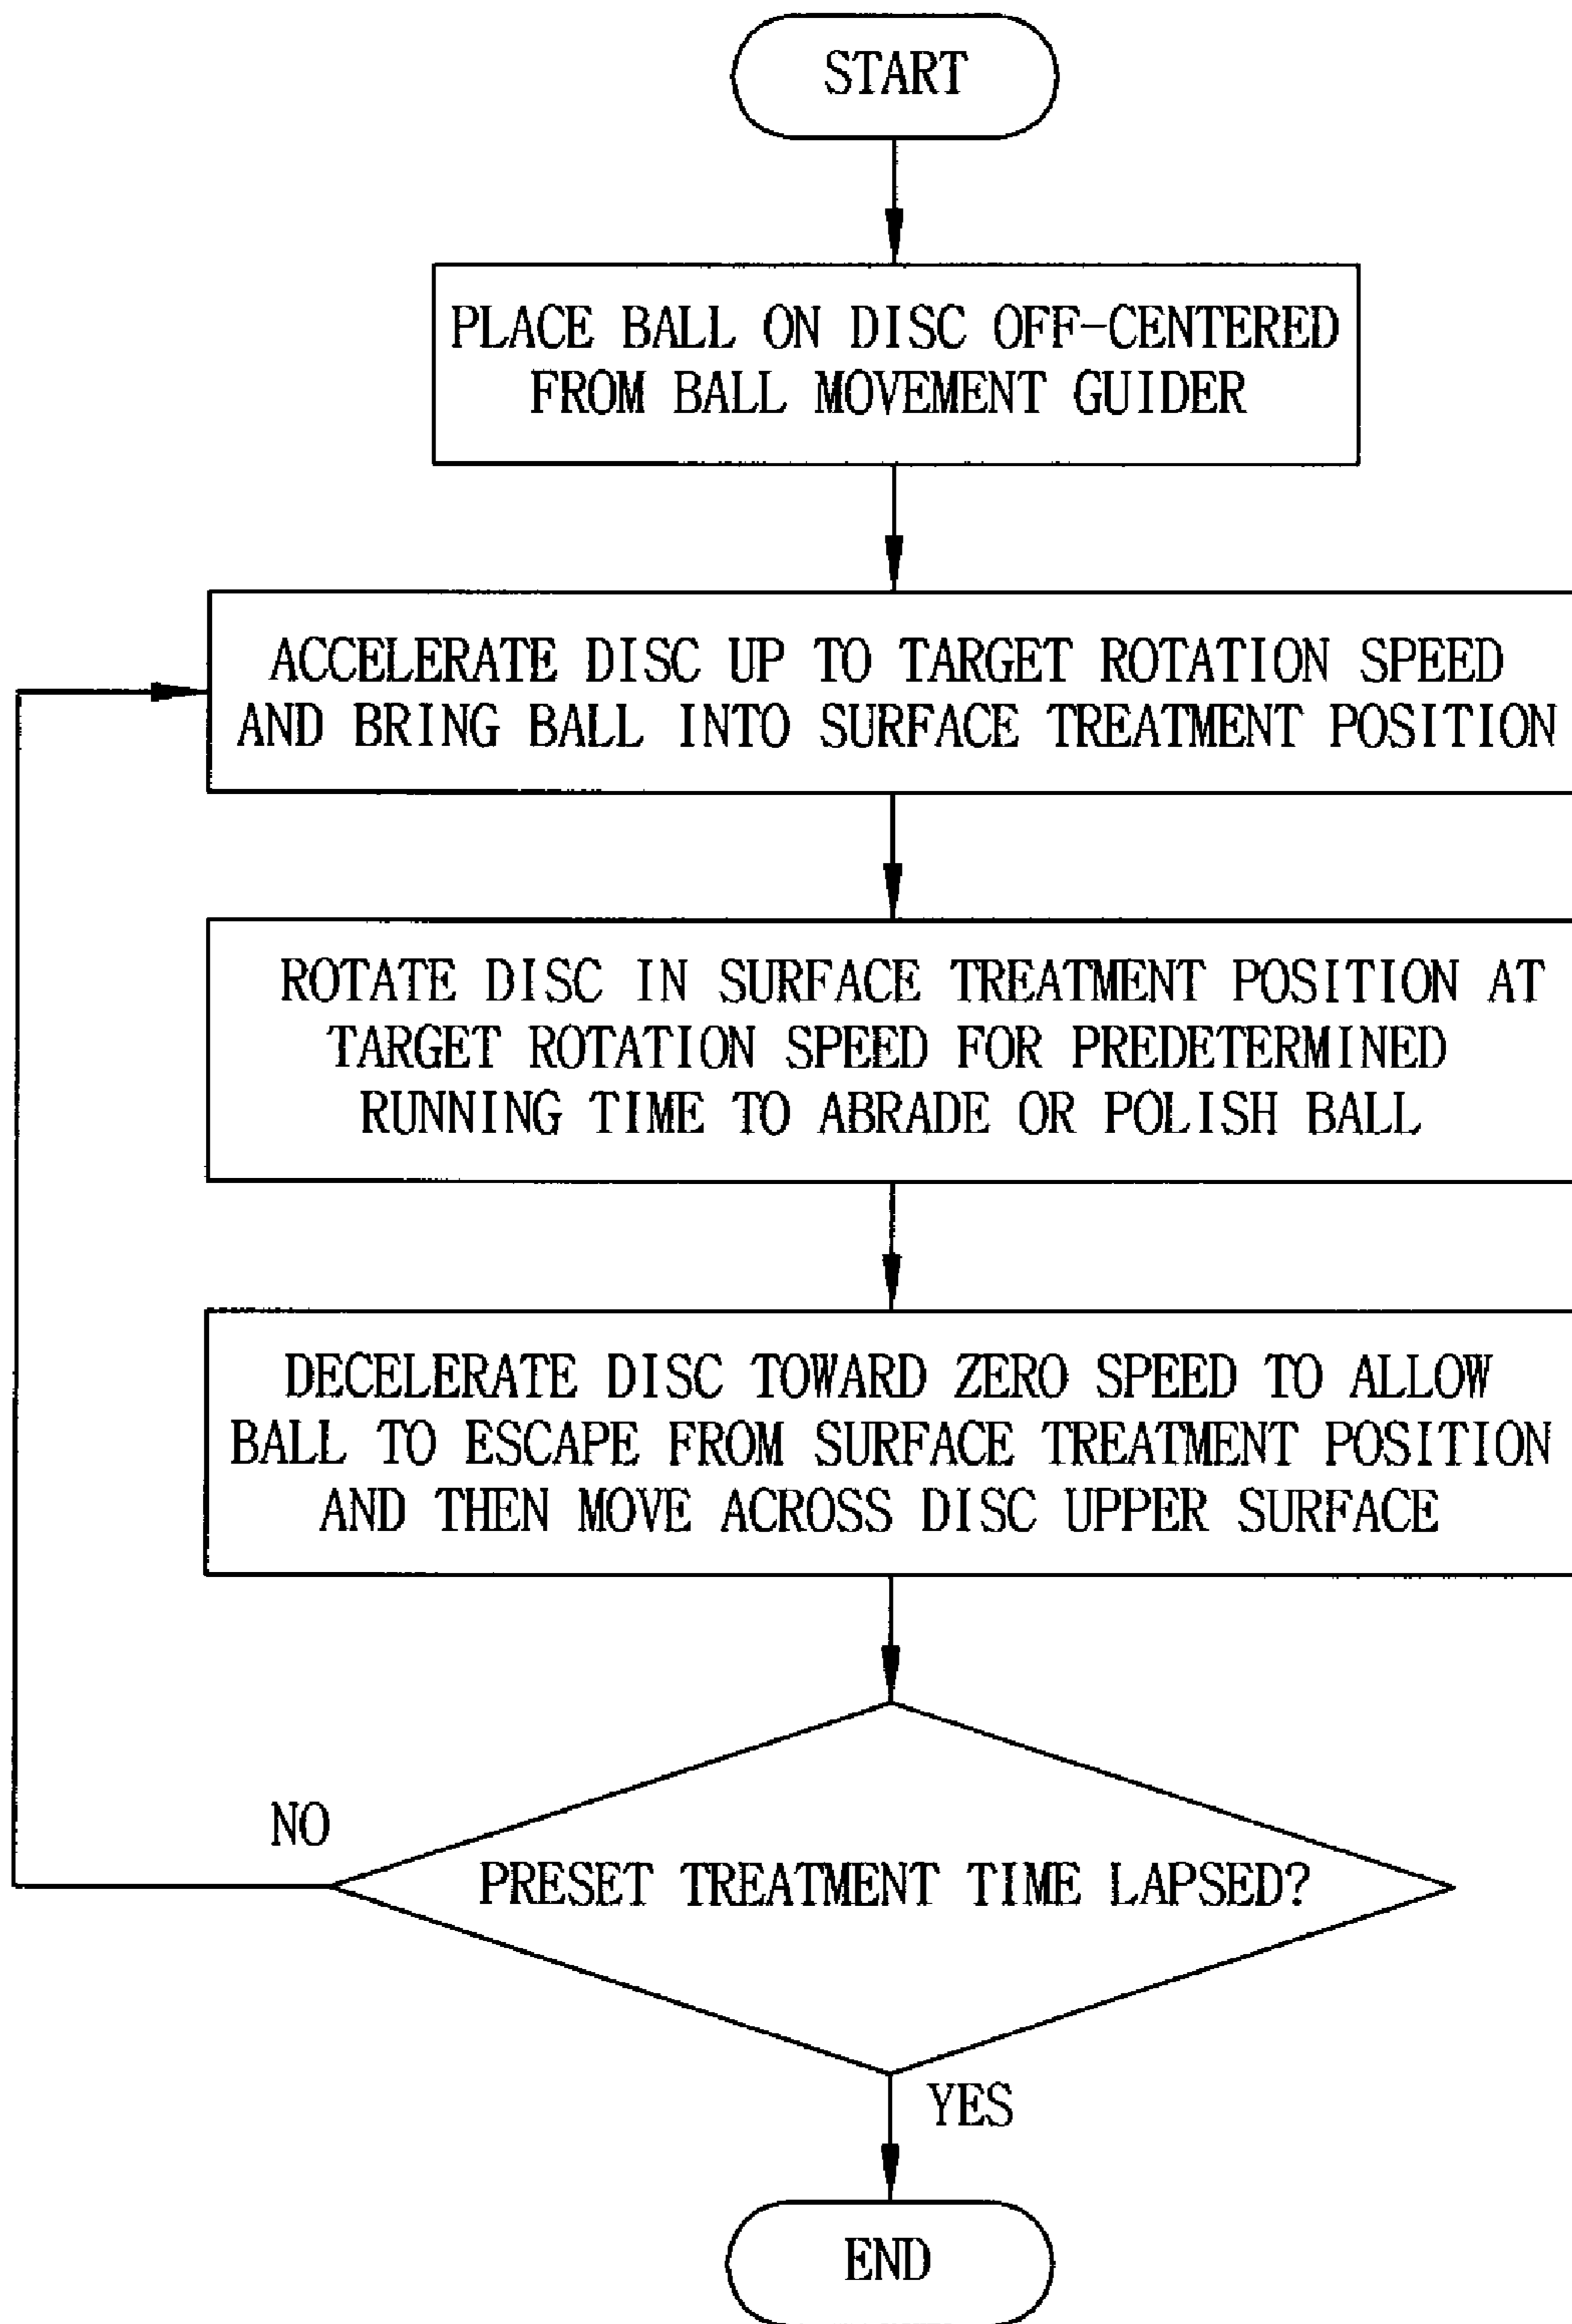 START
PLACE BALL ON DISC OFF-CENTERED
FROM BALL MOVEMENT GUIDER
ACCELERATE DISC UP TO TARGET ROTATION SPEED
AND BRING BALL INTO SURFACE TREATMENT POSITION
ROTATE DISC IN SURFACE TREATMENT POSITION AT
TARGET ROTATION SPEED FOR PREDETERMINED
RUNNING TIME TO ABRADE OR POLISH BALL
DECELERATE DISC TOWARD ZERO SPEED TO ALLOW
BALL TO ESCAPE FROM SURFACE TREATMENT POSITION
AND THEN MOVE ACROSS DISC UPPER SURFACE
NO
PRESET TREATMENT TIME LAPSED?
YES
END